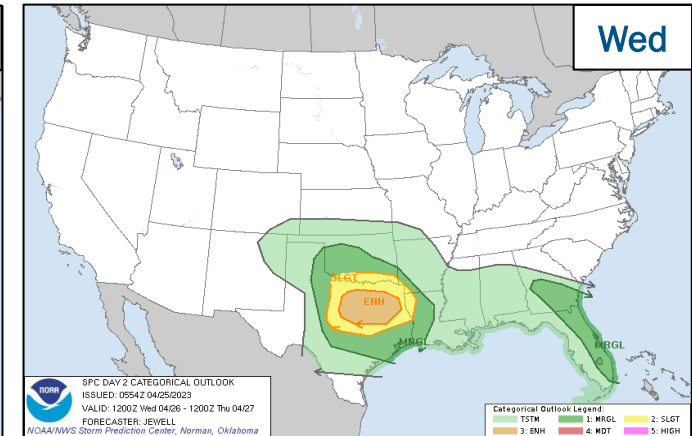 Wed
SLGT
ENH
MRGL
MRGL
NOAA
SPC DAY 2 CATEGORICAL OUTLOOK
ISSUED: 0554Z 04/25/2023
VALID: 1200Z Wed 04/26 - 1200Z Thu 04/27
FORECASTER: JEWELL
NOAA/NWS Storm Prediction Center, Norman, Oklahoma
Categorical Outlook Legend:
TSTM 1: MRGL 2: SLGT
3: ENH 4: MDT 5: HIGH